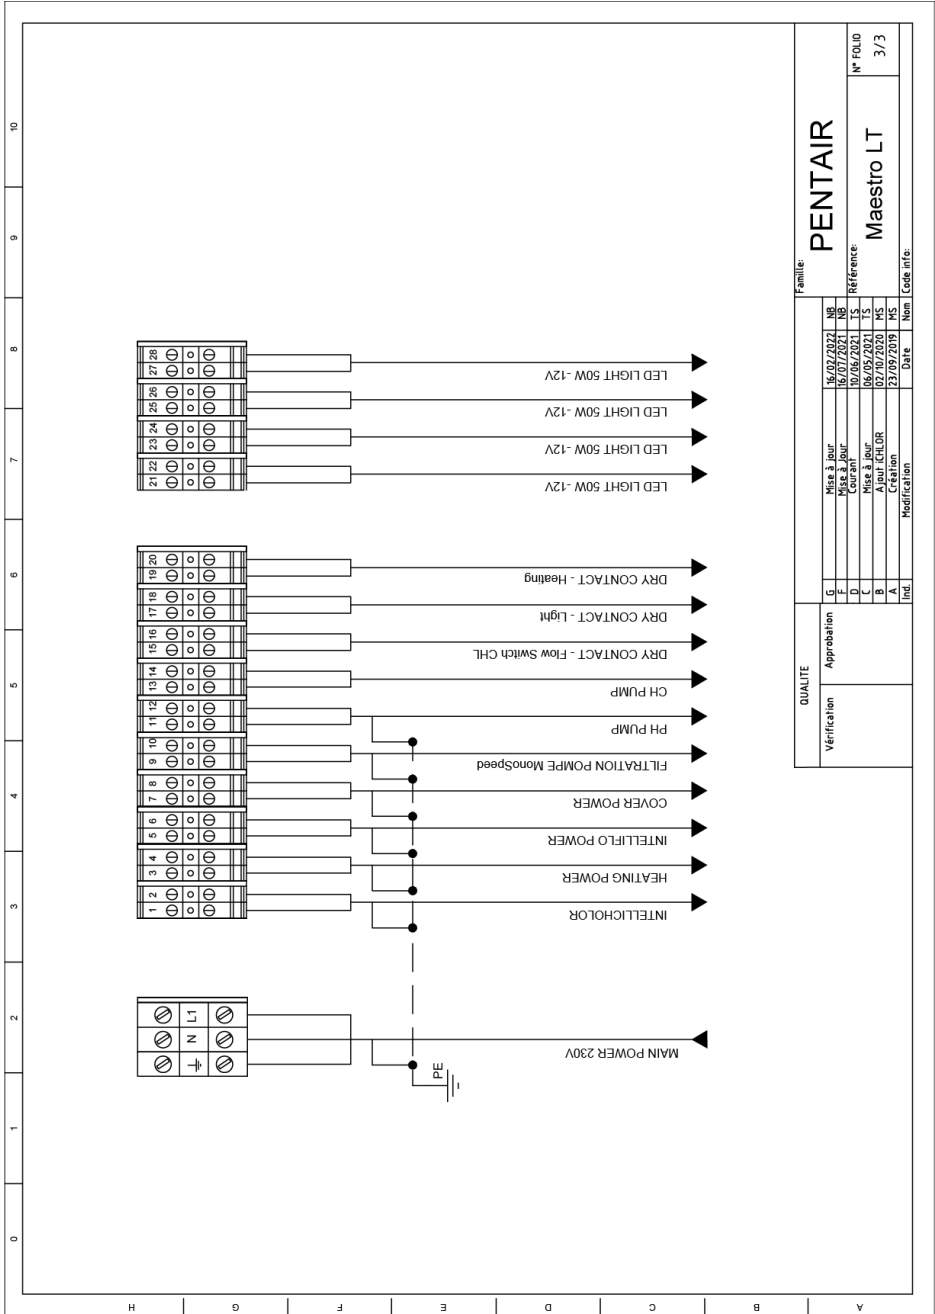 0
1
2
3
4
5
6
7
8
9
10
H
G
F
E
D
C
B
A
N
L1
PE
MAIN POWER 230V
1 2
INTELLICHOLOR
3 4
HEATING POWER
5 6
INTELLIFLO POWER
7 8
COVER POWER
9 10
FILTRATION POMPE MonoSpeed
11 12
PH PUMP
13 14
CH PUMP
15 16
DRY CONTACT - Flow Switch CHL
17 18
DRY CONTACT - Light
19 20
DRY CONTACT - Heating
21 22
LED LIGHT 50W -12V
23 24
LED LIGHT 50W -12V
25 26
LED LIGHT 50W -12V
27 28
LED LIGHT 50W -12V
QUALITE
Vérification
Approbation
G Mise à jour 16/02/2022 NB
F Mise à Jour 16/07/2021 NB
D Courant 10/06/2021 TS
C Mise à jour 06/05/2021 TS
B Ajout iCHLOR 02/10/2020 MS
A Création 23/09/2019 MS
Ind. Modification Date Nom
Famille:
PENTAIR
Référence:
Maestro LT
N° FOLIO
3/3
Code info: